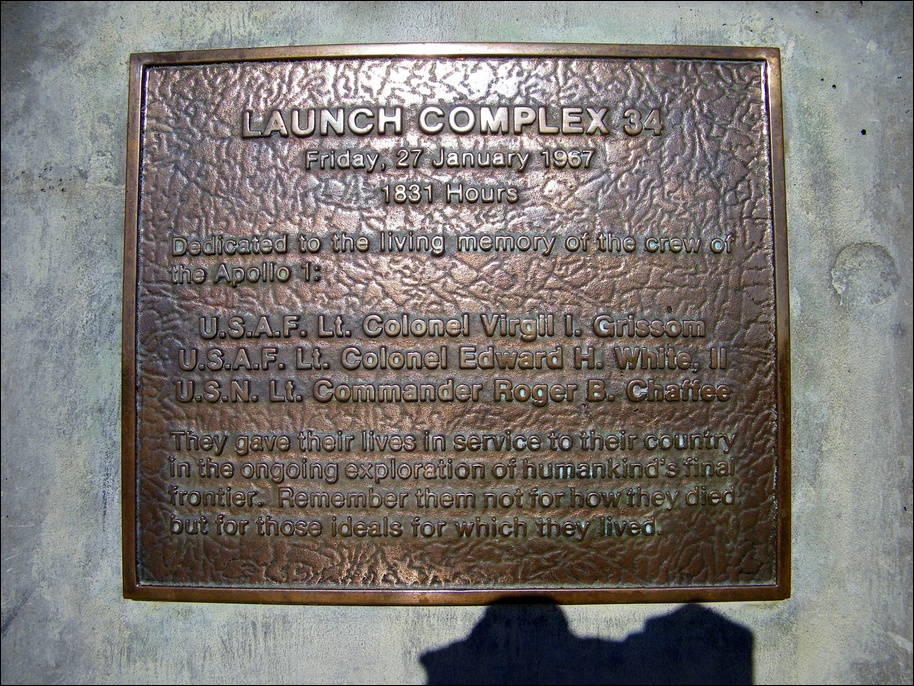 LAUNCH COMPLEX 34
Friday, 27 January 1967
1831 Hours
Dedicated to the living memory of the crew of
the Apollo 1:
U.S.A.F. Lt. Colonel Virgil I. Grissom
U.S.A.F. Lt. Colonel Edward H. White, II
U.S.N. Lt. Commander Roger B. Chaffee
They gave their lives in service to their country
in the ongoing exploration of humankind's final
frontier. Remember them not for how they died
but for those ideals for which they lived.